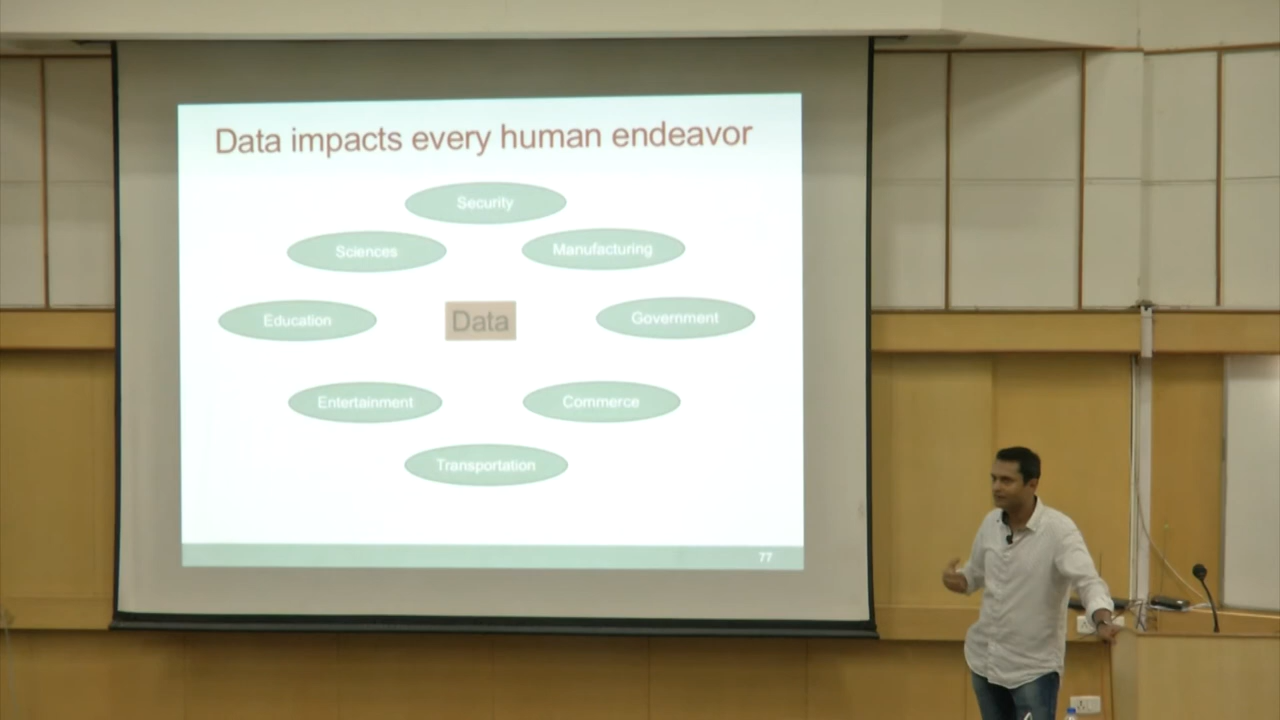 Data impacts every human endeavor
Security
Sciences
Manufacturing
Education
Data
Government
Entertainment
Commerce
Transportation
77